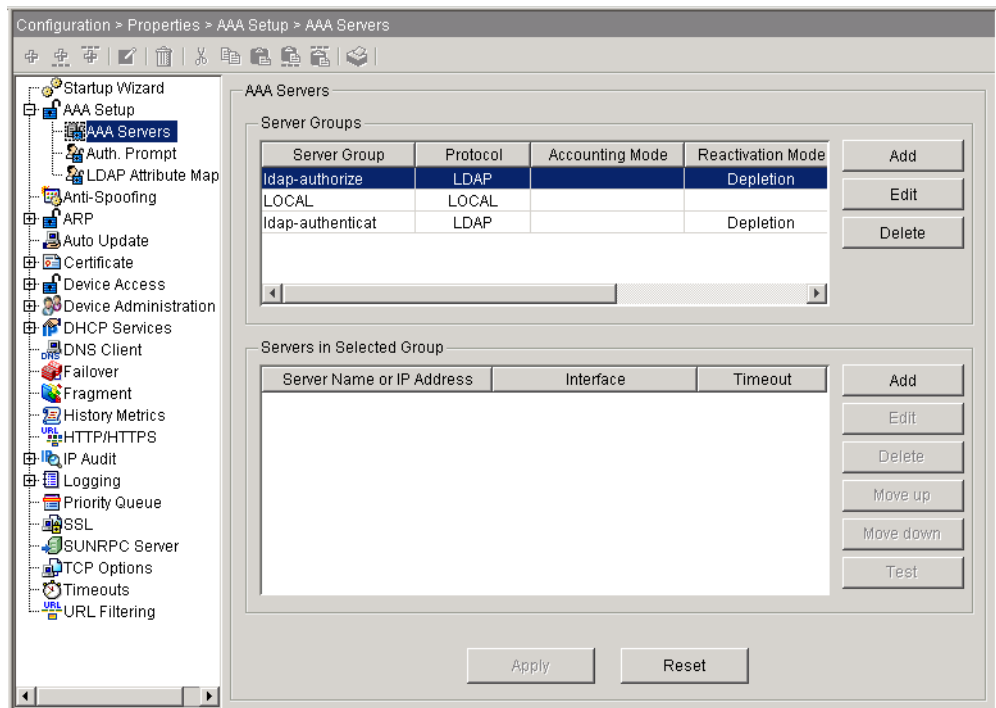 Configuration > Properties > AAA Setup > AAA Servers
Startup Wizard
AAA Setup
AAA Servers
Auth. Prompt
LDAP Attribute Map
Anti-Spoofing
ARP
Auto Update
Certificate
Device Access
Device Administration
DHCP Services
DNS DNS Client
Failover
Fragment
History Metrics
URL HTTP/HTTPS
IP Audit
Logging
Priority Queue
SSL
SUNRPC Server
TCP Options
Timeouts
URL URL Filtering
AAA Servers
Server Groups
Server Group Protocol Accounting Mode Reactivation Mode
ldap-authorize LDAP Depletion
LOCAL LOCAL
ldap-authenticat LDAP Depletion
Add
Edit
Delete
Servers in Selected Group
Server Name or IP Address Interface Timeout
Add
Edit
Delete
Move up
Move down
Test
Apply Reset